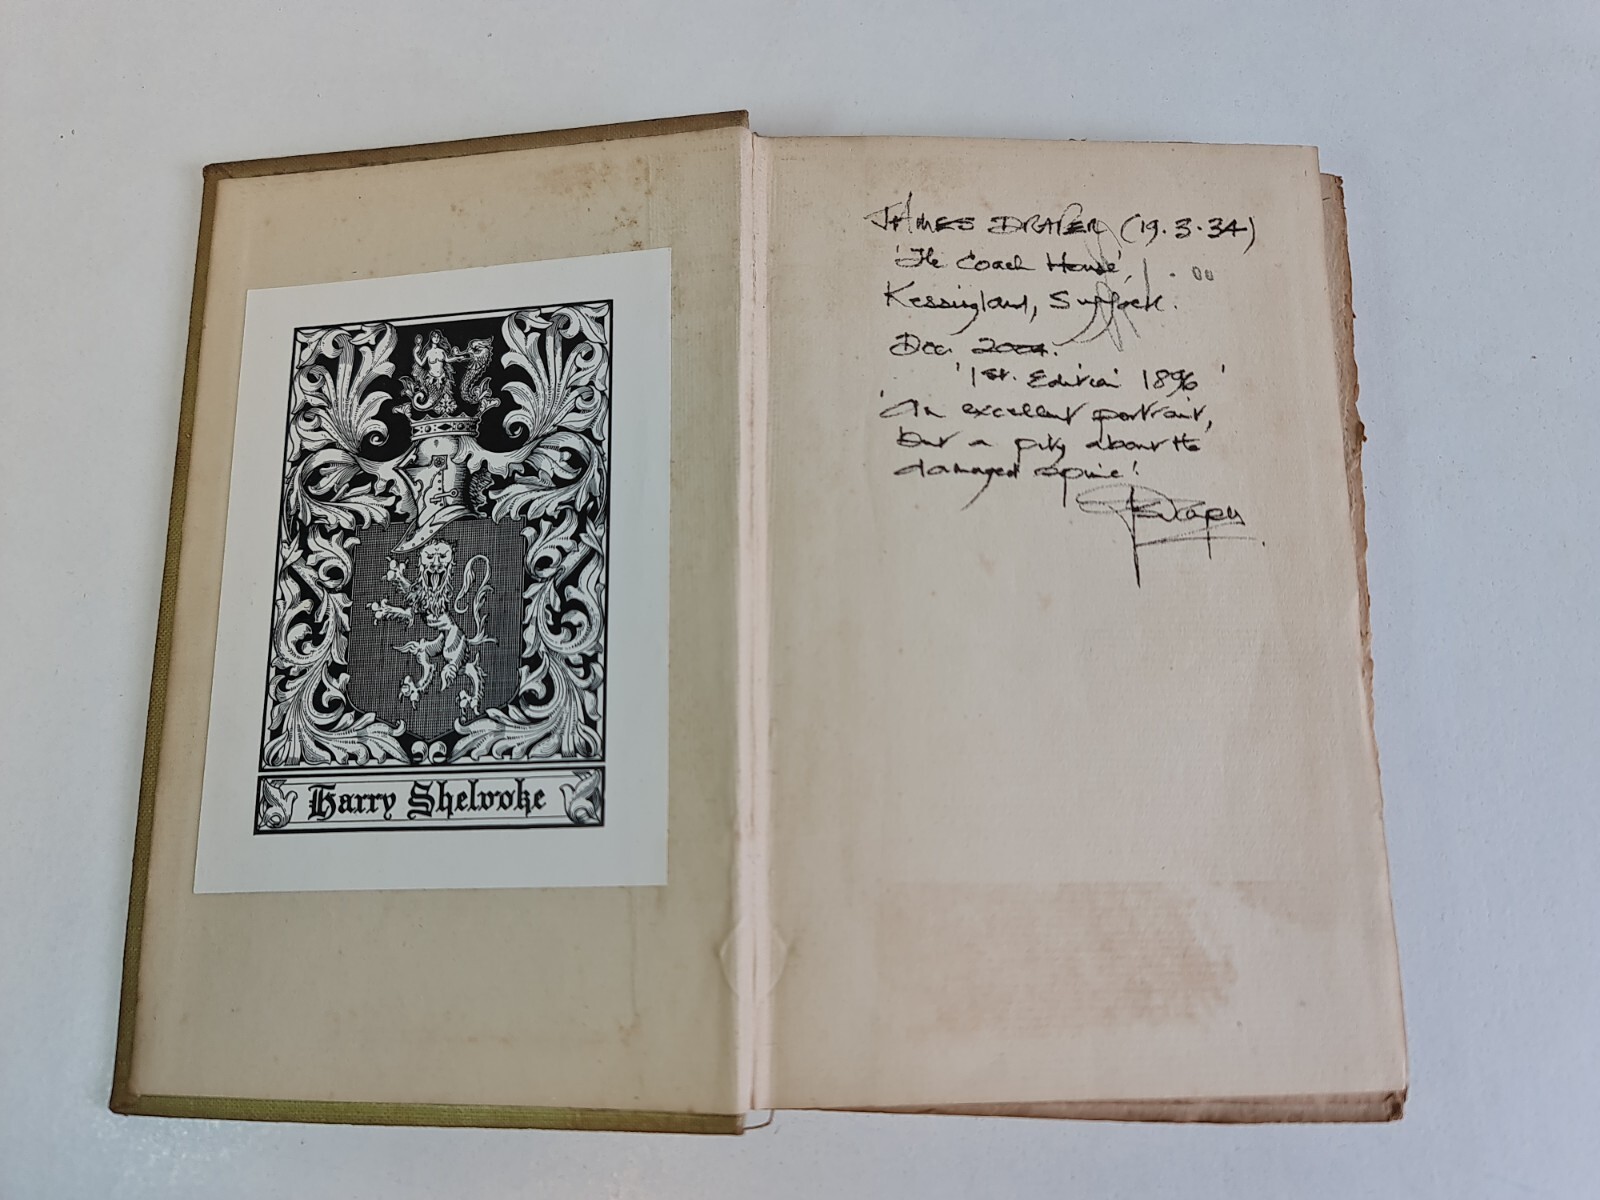 Harry Shelvoke
JAMES DRAPER (19.3.34)
'The Coach House',
Kessingland, Suffolk.
Dec. 2004.
'1st. Edition 1896'
'An excellent portrait,
but a pity about the
damaged spine'.
Draper